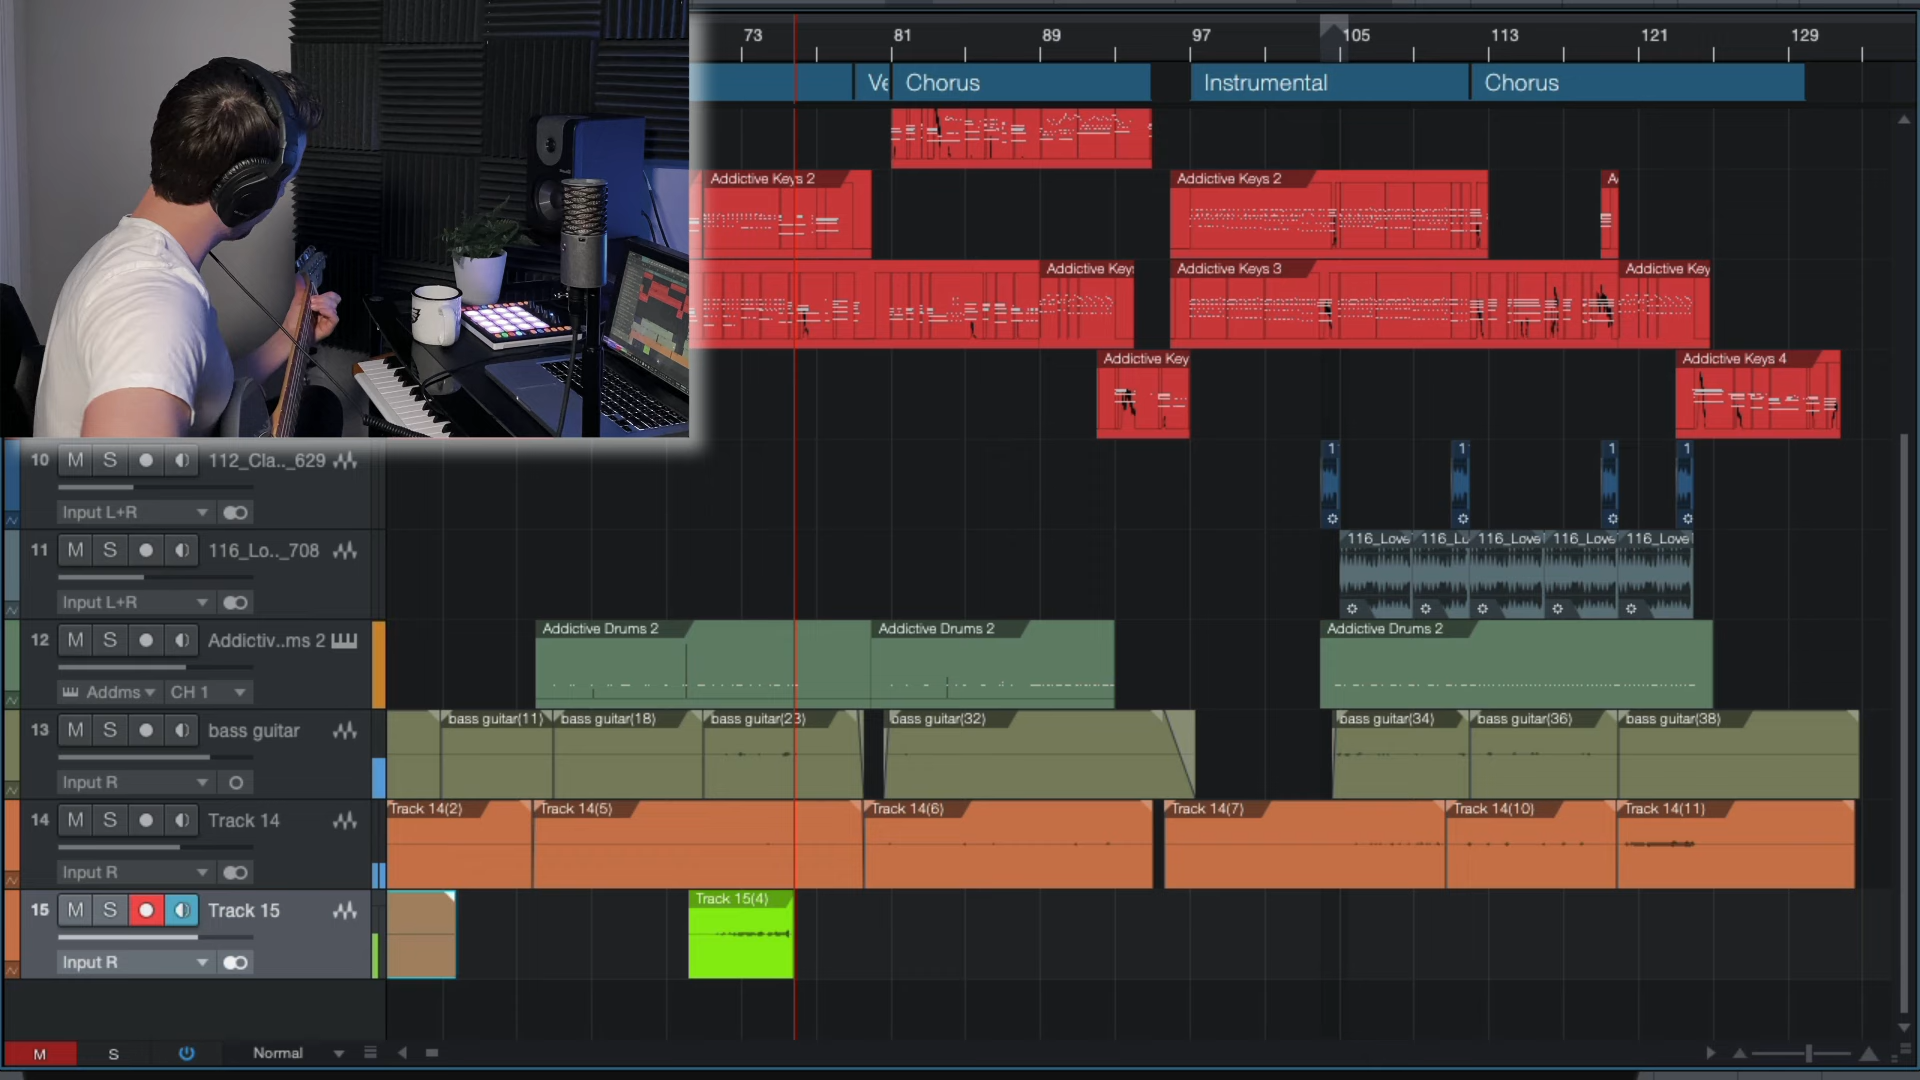 73 81 89 97 105 113 121 129
Ve Chorus Instrumental Chorus
Addictive Keys 2 Addictive Keys 2 A
Addictive Key Addictive Keys 3 Addictive Key
Addictive Key Addictive Keys 4
10 M S 112_Cla.._629 1 1 1 1
Input L+R
11 M S 116_Lo.._708 116_Love 116_Lo 116_Love 116_Love 116_Love
Input L+R
12 M S Addictiv..ms 2 Addictive Drums 2 Addictive Drums 2 Addictive Drums 2
Addms CH 1
13 M S bass guitar bass guitar(11) bass guitar(18) bass guitar(23) bass guitar(32) bass guitar(34) bass guitar(36) bass guitar(38)
Input R
14 M S Track 14 Track 14(2) Track 14(5) Track 14(6) Track 14(7) Track 14(10) Track 14(11)
Input R
15 M S Track 15 Track 15(4)
Input R
M S Normal